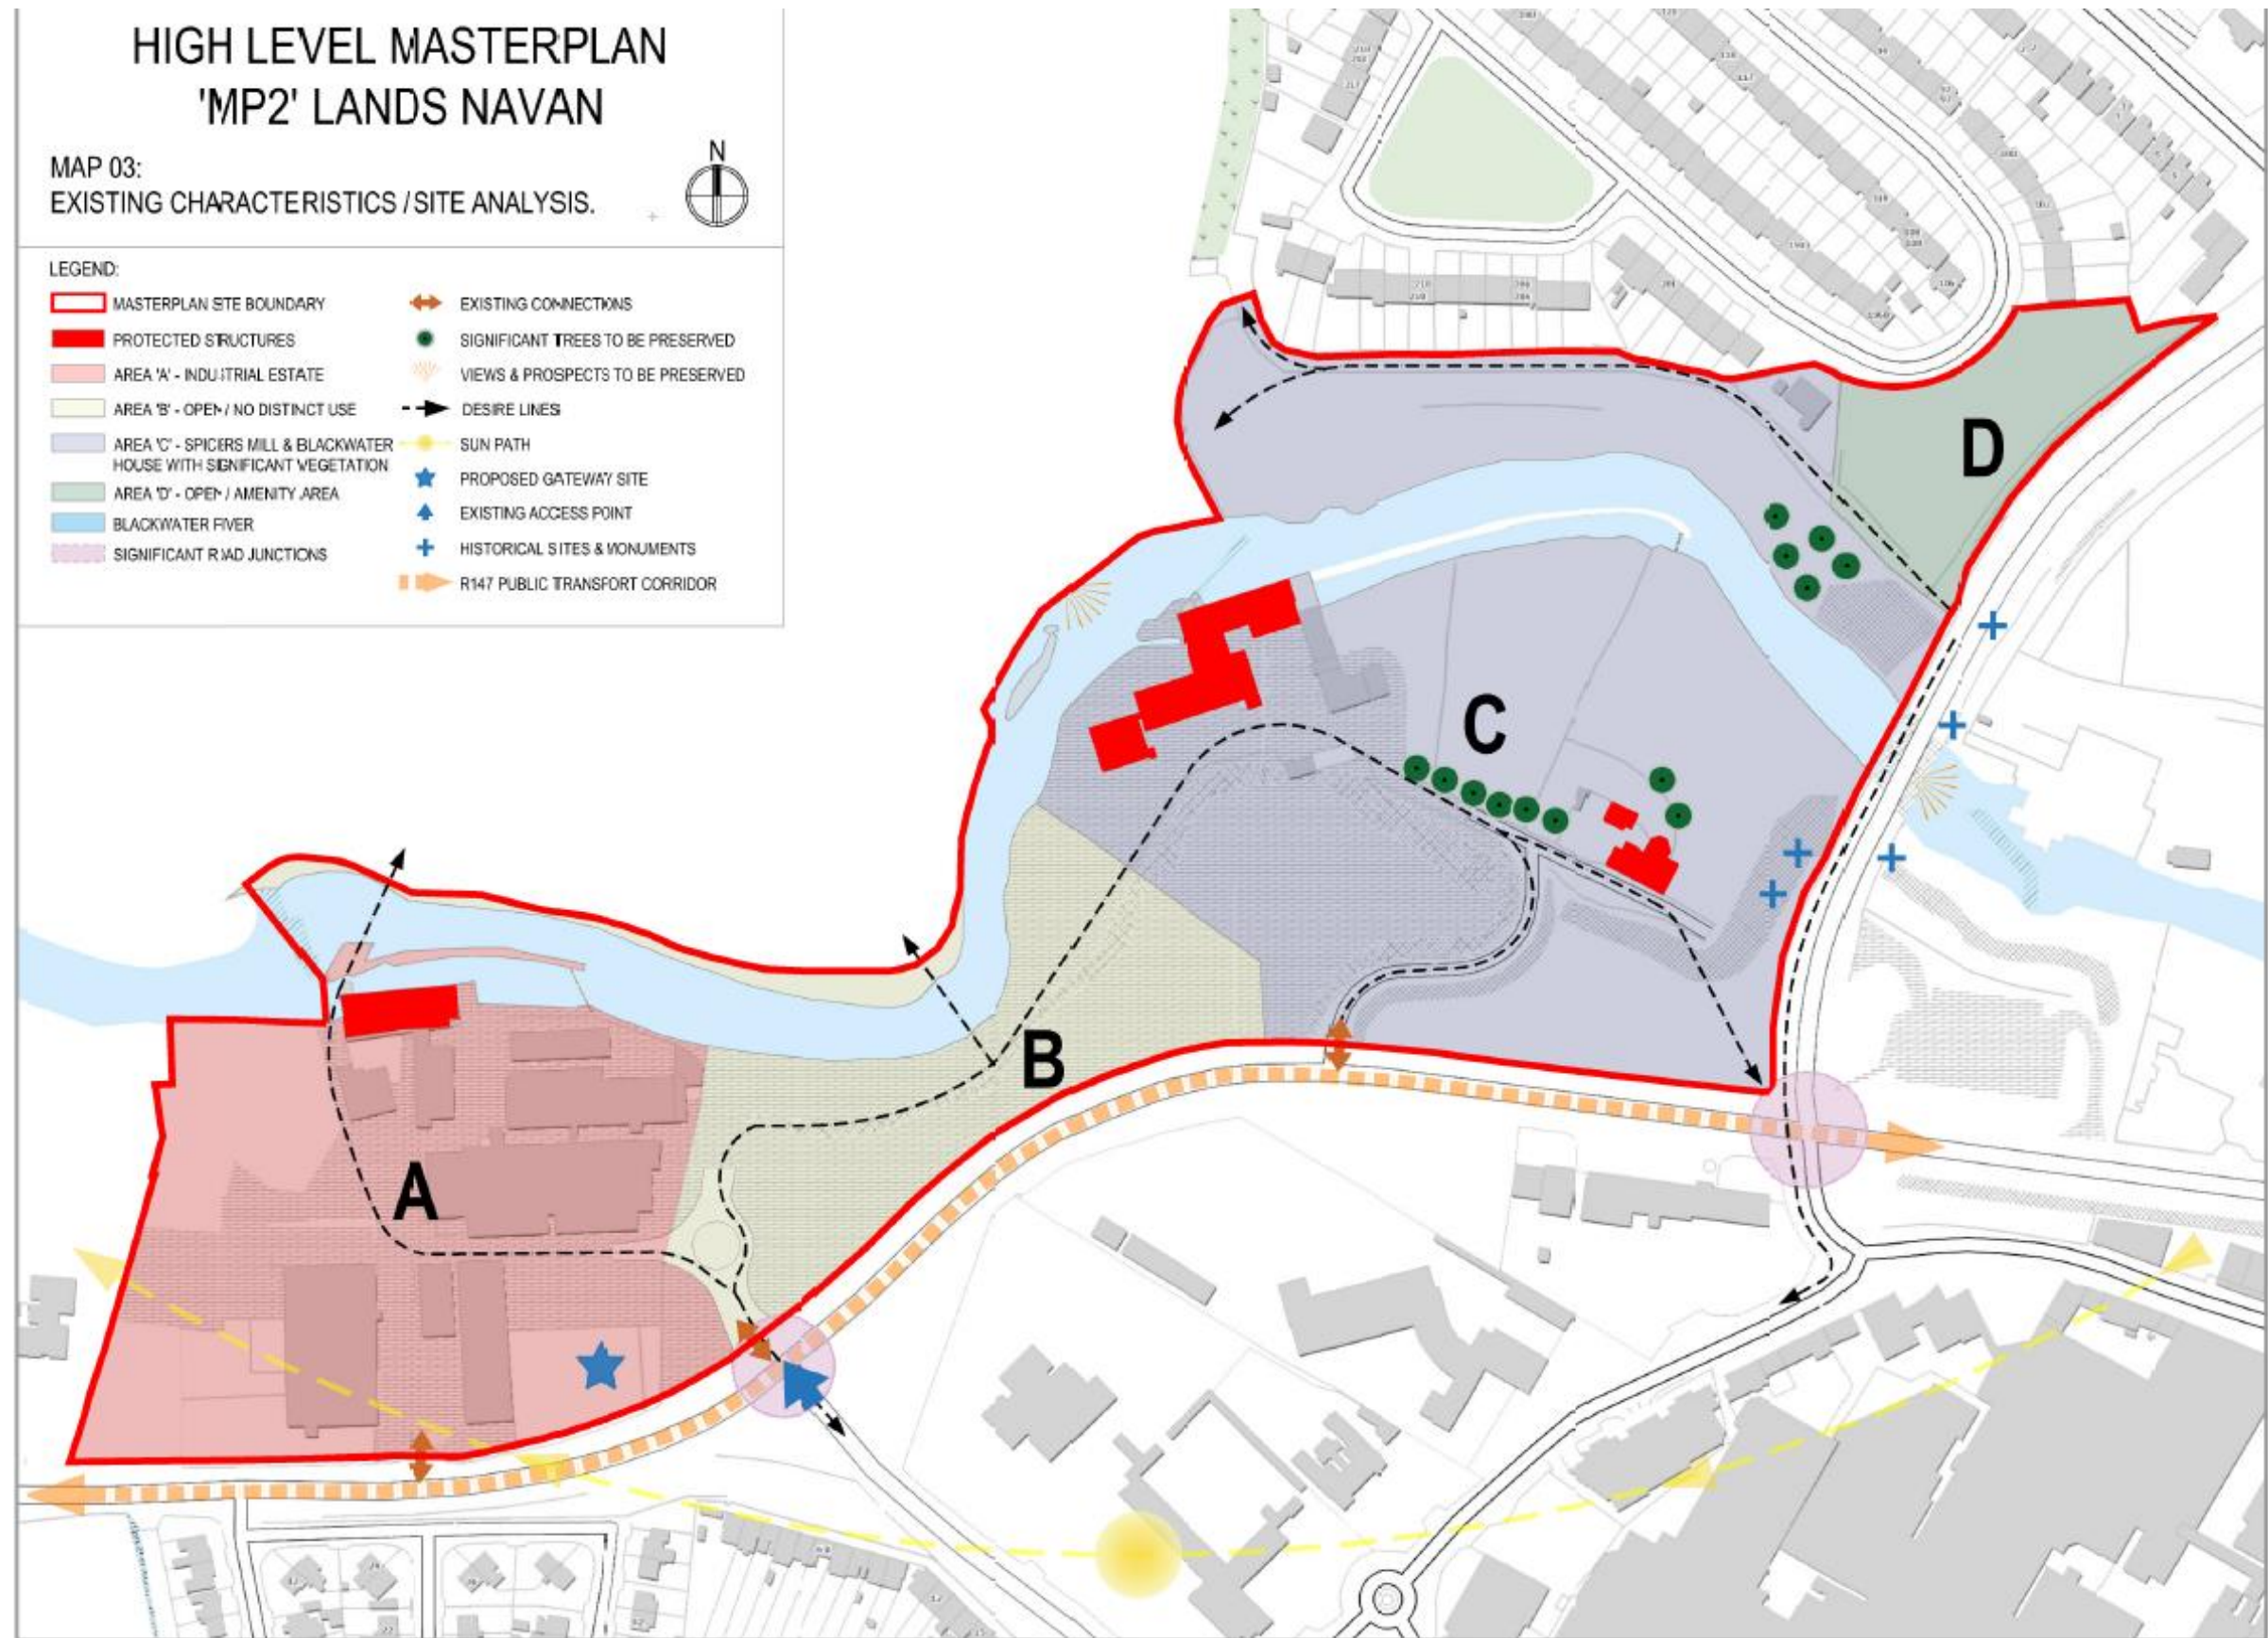 HIGH LEVEL MASTERPLAN
'MP2' LANDS NAVAN
MAP 03:
EXISTING CHARACTERISTICS / SITE ANALYSIS.
N
LEGEND:
MASTERPLAN SITE BOUNDARY
PROTECTED STRUCTURES
AREA 'A' - INDUSTRIAL ESTATE
AREA 'B' - OPEN / NO DISTINCT USE
AREA 'C' - SPICERS MILL & BLACKWATER
HOUSE WITH SIGNIFICANT VEGETATION
AREA 'D' - OPEN / AMENITY AREA
BLACKWATER RIVER
SIGNIFICANT ROAD JUNCTIONS
EXISTING CONNECTIONS
SIGNIFICANT TREES TO BE PRESERVED
VIEWS & PROSPECTS TO BE PRESERVED
DESIRE LINES
SUN PATH
PROPOSED GATEWAY SITE
EXISTING ACCESS POINT
HISTORICAL SITES & MONUMENTS
R147 PUBLIC TRANSPORT CORRIDOR
D
C
B
A